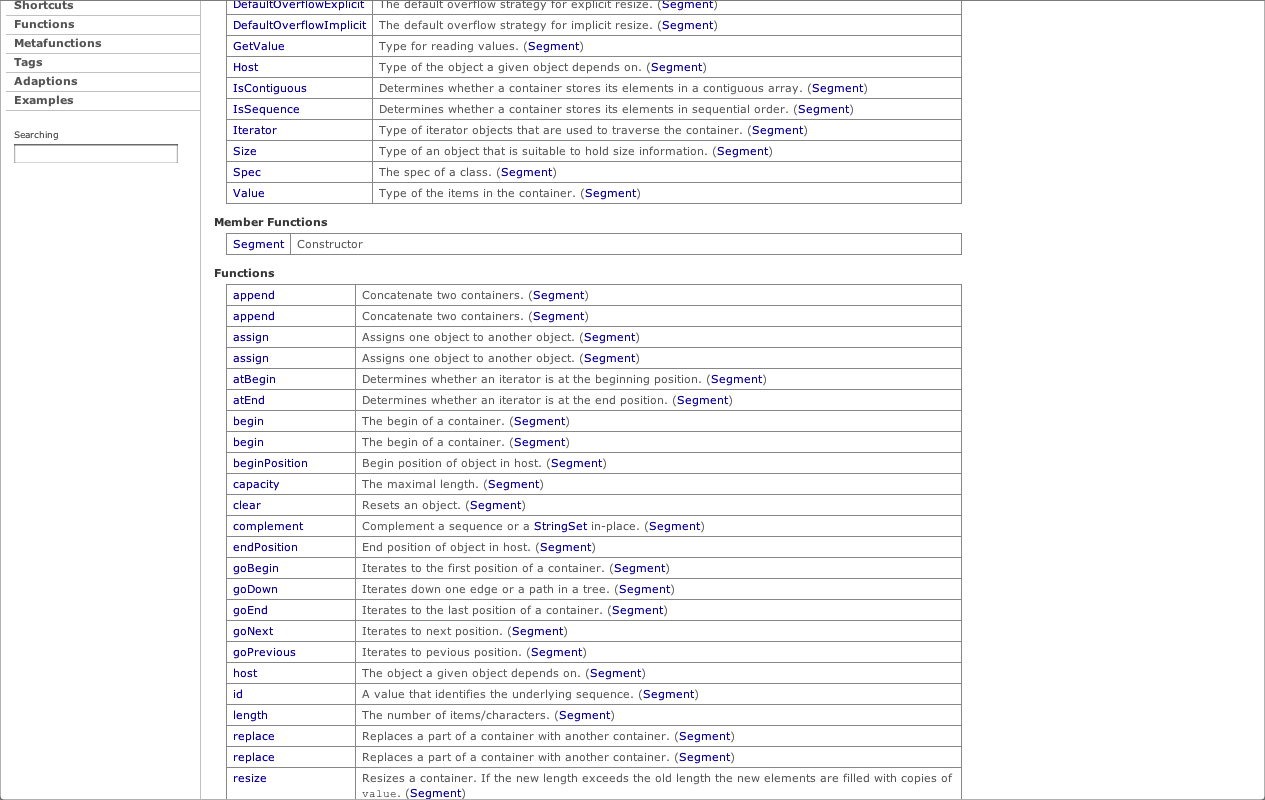 Shortcuts
Functions
Metafunctions
Tags
Adaptions
Examples
Searching
DefaultOverflowExplicit The default overflow strategy for explicit resize. (Segment)
DefaultOverflowImplicit The default overflow strategy for implicit resize. (Segment)
GetValue Type for reading values. (Segment)
Host Type of the object a given object depends on. (Segment)
IsContiguous Determines whether a container stores its elements in a contiguous array. (Segment)
IsSequence Determines whether a container stores its elements in sequential order. (Segment)
Iterator Type of iterator objects that are used to traverse the container. (Segment)
Size Type of an object that is suitable to hold size information. (Segment)
Spec The spec of a class. (Segment)
Value Type of the items in the container. (Segment)
Member Functions
Segment Constructor
Functions
append Concatenate two containers. (Segment)
append Concatenate two containers. (Segment)
assign Assigns one object to another object. (Segment)
assign Assigns one object to another object. (Segment)
atBegin Determines whether an iterator is at the beginning position. (Segment)
atEnd Determines whether an iterator is at the end position. (Segment)
begin The begin of a container. (Segment)
begin The begin of a container. (Segment)
beginPosition Begin position of object in host. (Segment)
capacity The maximal length. (Segment)
clear Resets an object. (Segment)
complement Complement a sequence or a StringSet in-place. (Segment)
endPosition End position of object in host. (Segment)
goBegin Iterates to the first position of a container. (Segment)
goDown Iterates down one edge or a path in a tree. (Segment)
goEnd Iterates to the last position of a container. (Segment)
goNext Iterates to next position. (Segment)
goPrevious Iterates to pevious position. (Segment)
host The object a given object depends on. (Segment)
id A value that identifies the underlying sequence. (Segment)
length The number of items/characters. (Segment)
replace Replaces a part of a container with another container. (Segment)
replace Replaces a part of a container with another container. (Segment)
resize Resizes a container. If the new length exceeds the old length the new elements are filled with copies of
value. (Segment)